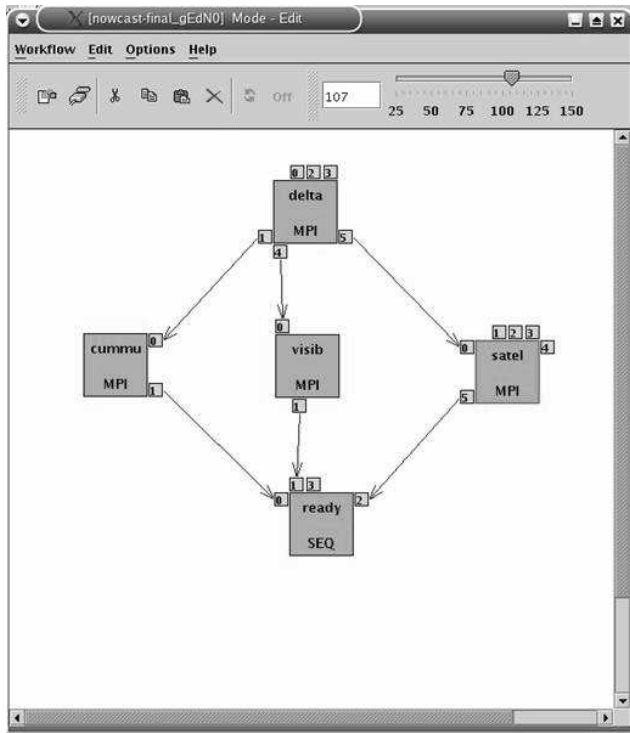 [nowcast-final_gEdN0] Mode - Edit
Workflow Edit Options Help
Off 107
25 50 75 100 125 150
0 2 3
delta
MPI
1 5
4
0
cummu
MPI
1
0
visib
MPI
1
1 2 3
0 4
satel
MPI
5
1 3
0 2
ready
SEQ